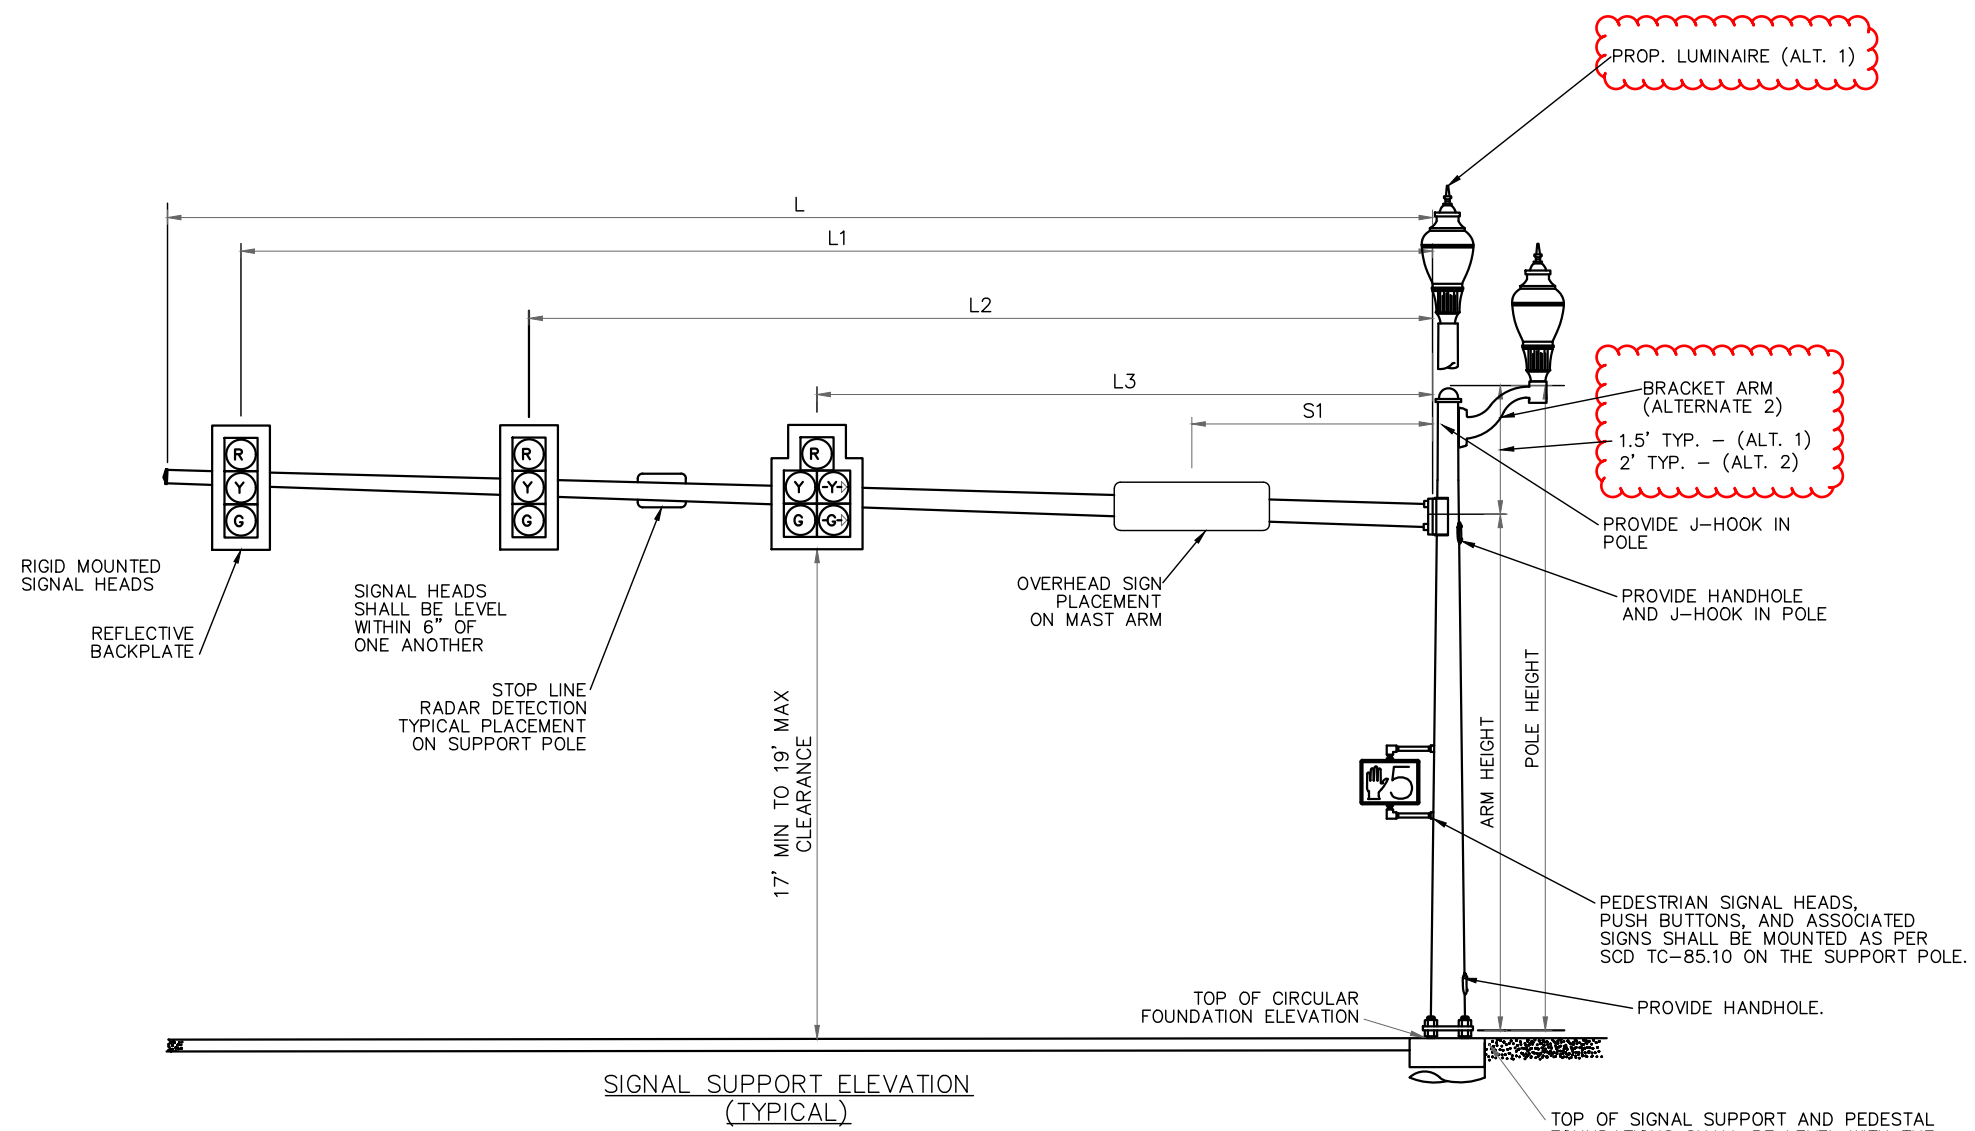 PROP. LUMINAIRE (ALT. 1)
L
L1
L2
L3
S1
BRACKET ARM
(ALTERNATE 2)
1.5' TYP. – (ALT. 1)
2' TYP. – (ALT. 2)
R
Y
G
R
Y
G
R
Y
-Y-
G
-G-
PROVIDE J–HOOK IN
POLE
RIGID MOUNTED
SIGNAL HEADS
REFLECTIVE
BACKPLATE
SIGNAL HEADS
SHALL BE LEVEL
WITHIN 6" OF
ONE ANOTHER
STOP LINE
RADAR DETECTION
TYPICAL PLACEMENT
ON SUPPORT POLE
OVERHEAD SIGN
PLACEMENT
ON MAST ARM
PROVIDE HANDHOLE
AND J–HOOK IN POLE
17' MIN TO 19' MAX
CLEARANCE
ARM HEIGHT
POLE HEIGHT
5
PEDESTRIAN SIGNAL HEADS,
PUSH BUTTONS, AND ASSOCIATED
SIGNS SHALL BE MOUNTED AS PER
SCD TC–85.10 ON THE SUPPORT POLE.
PROVIDE HANDHOLE.
TOP OF CIRCULAR
FOUNDATION ELEVATION
SIGNAL SUPPORT ELEVATION
(TYPICAL)
TOP OF SIGNAL SUPPORT AND PEDESTAL